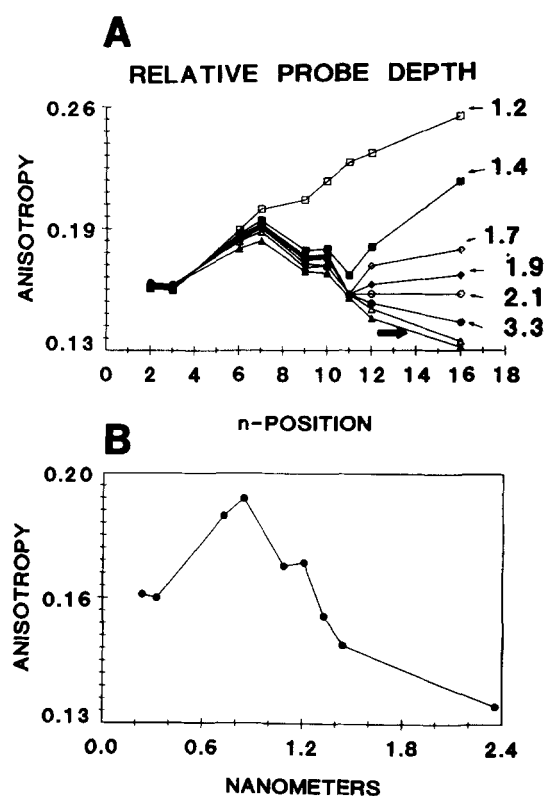 A
RELATIVE PROBE DEPTH
0.26
0.19
0.13
ANISOTROPY
1.2
1.4
1.7
1.9
2.1
3.3
0 2 4 6 8 10 12 14 16 18
n-POSITION
B
0.20
0.16
0.13
ANISOTROPY
0.0 0.6 1.2 1.8 2.4
NANOMETERS